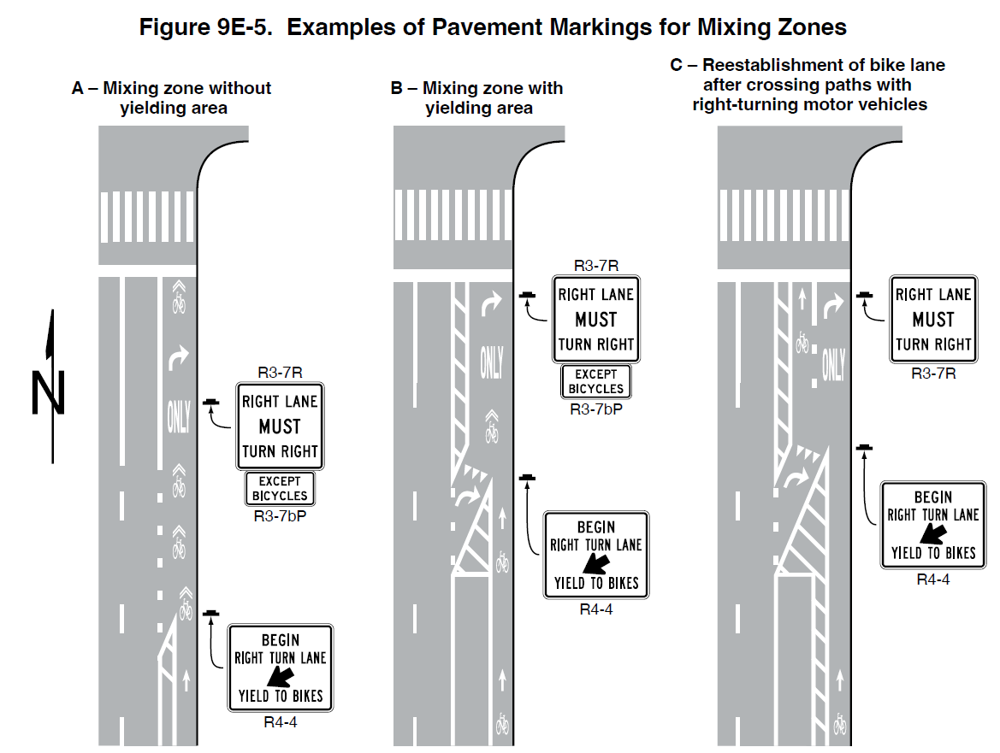 Figure 9E-5. Examples of Pavement Markings for Mixing Zones
A – Mixing zone without
yielding area
B – Mixing zone with
yielding area
C – Reestablishment of bike lane
after crossing paths with
right-turning motor vehicles
N
ONLY
R3-7R
RIGHT LANE
MUST
TURN RIGHT
EXCEPT
BICYCLES
R3-7bP
BEGIN
RIGHT TURN LANE
YIELD TO BIKES
R4-4
ONLY
R3-7R
RIGHT LANE
MUST
TURN RIGHT
EXCEPT
BICYCLES
R3-7bP
BEGIN
RIGHT TURN LANE
YIELD TO BIKES
R4-4
ONLY
RIGHT LANE
MUST
TURN RIGHT
R3-7R
BEGIN
RIGHT TURN LANE
YIELD TO BIKES
R4-4